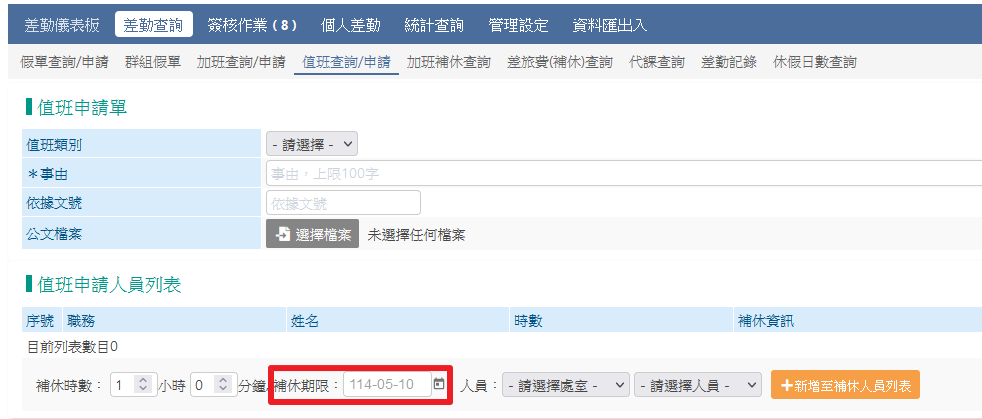 差勤儀表板 差勤查詢 簽核作業 ( 8 ) 個人差勤 統計查詢 管理設定 資料匯出入
假單查詢/申請 群組假單 加班查詢/申請 值班查詢/申請 加班補休查詢 差旅費(補休)查詢 代課查詢 差勤記錄 休假日數查詢
值班申請單
值班類別 - 請選擇 -
＊事由 事由，上限100字
依據文號 依據文號
公文檔案 選擇檔案 未選擇任何檔案
值班申請人員列表
序號 職務 姓名 時數 補休資訊
目前列表數目0
補休時數： 1 小時 0 分鐘 補休期限： 114-05-10 人員： - 請選擇處室 - - 請選擇人員 - ＋新增至補休人員列表